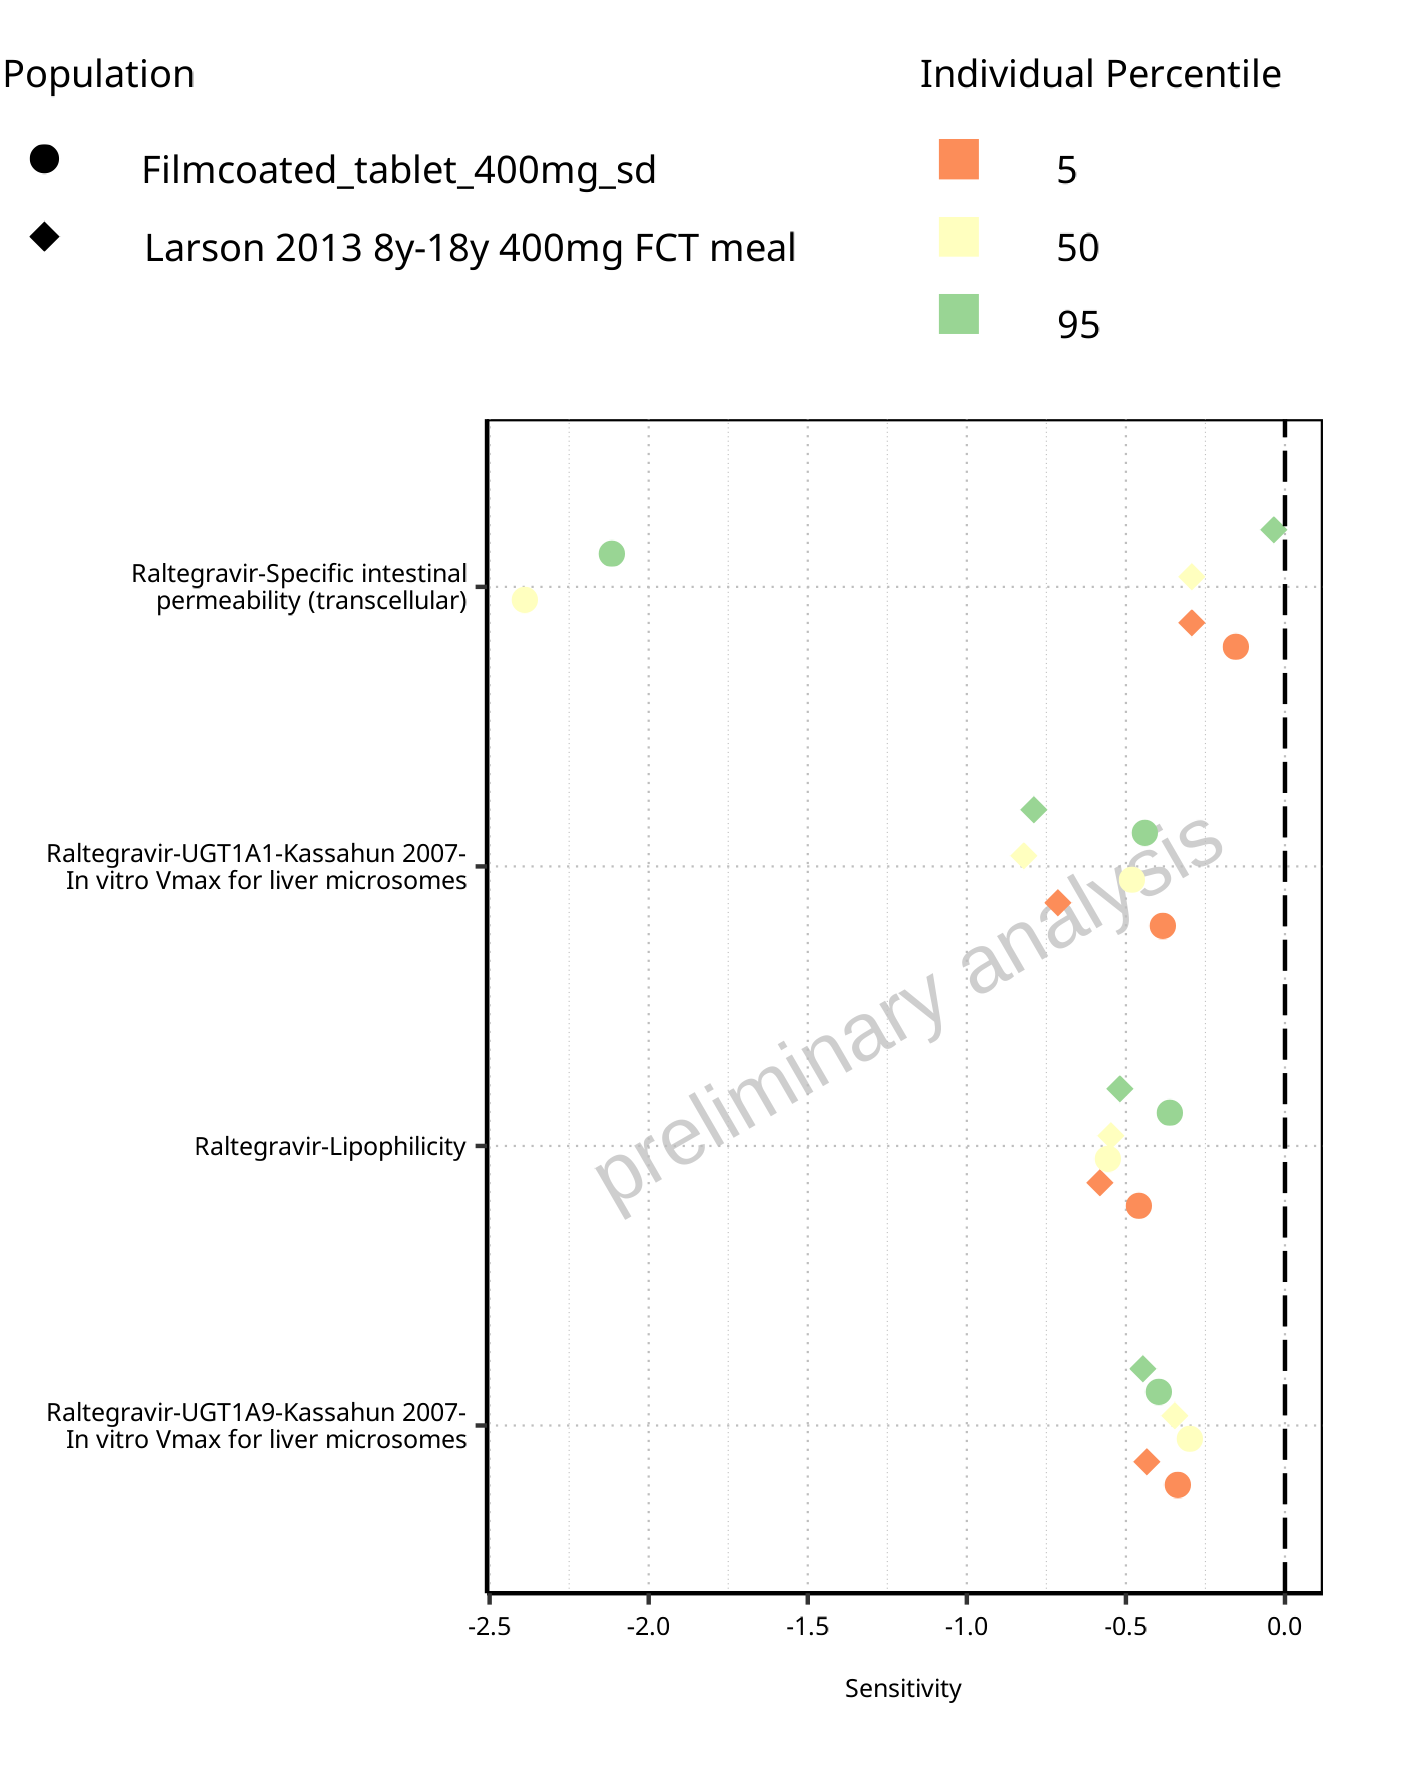 Population
Filmcoated_tablet_400mg_sd
Larson 2013 8y-18y 400mg FCT meal
Individual Percentile
5
50
95
Raltegravir-Specific intestinal
permeability (transcellular)
Raltegravir-UGT1A1-Kassahun 2007-
In vitro Vmax for liver microsomes
Raltegravir-Lipophilicity
Raltegravir-UGT1A9-Kassahun 2007-
In vitro Vmax for liver microsomes
preliminary analysis
-2.5 -2.0 -1.5 -1.0 -0.5 0.0
Sensitivity